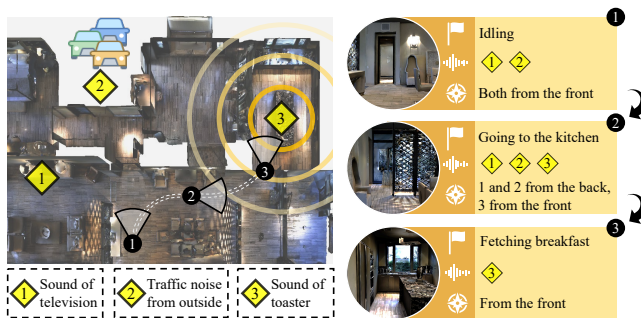 2
3
1
3
2
1
1 Sound of
television
2 Traffic noise
from outside
3 Sound of
toaster
1
Idling
1 2
Both from the front
2
Going to the kitchen
1 2 3
1 and 2 from the back,
3 from the front
3
Fetching breakfast
3
From the front